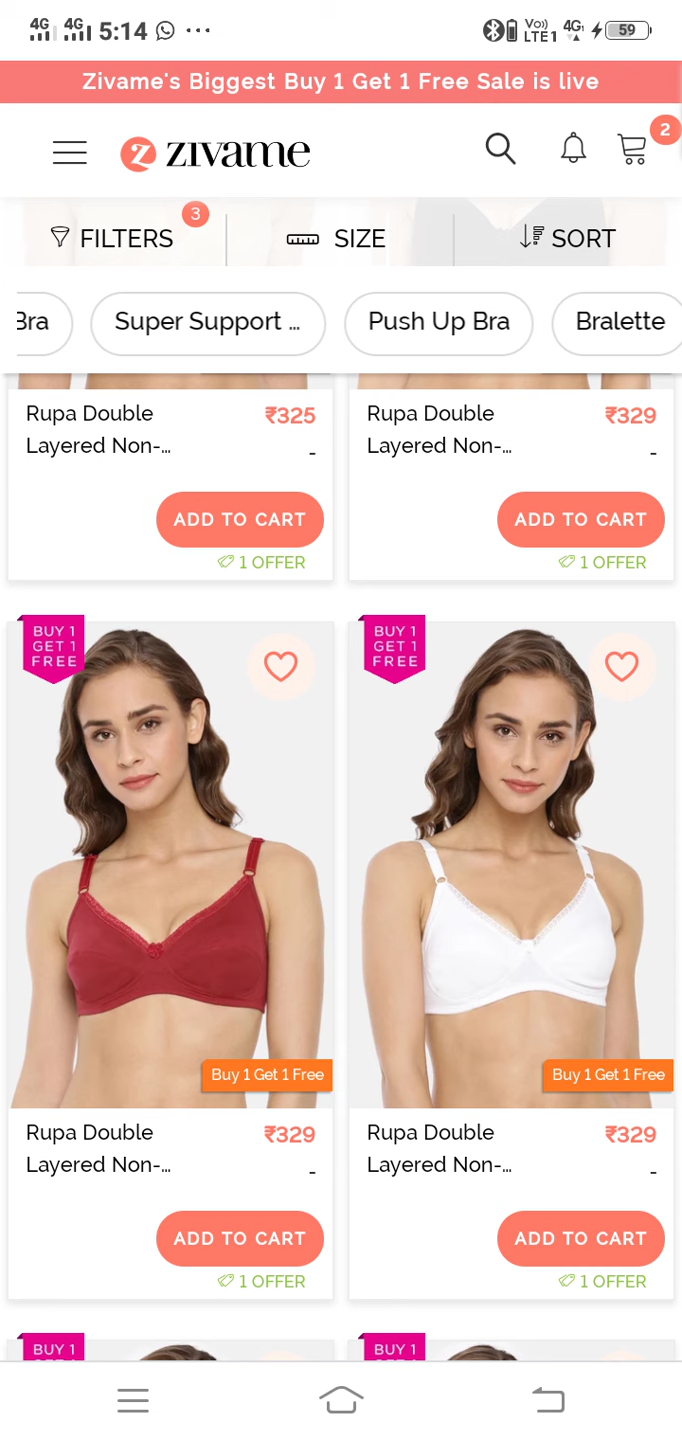 4G 4G 5:14 ... Vo)) LTE1 4G 59
Zivame's Biggest Buy 1 Get 1 Free Sale is live
zivame 2
FILTERS 3 SIZE SORT
Bra Super Support ... Push Up Bra Bralette
Rupa Double ₹325
Layered Non-... -
ADD TO CART
1 OFFER
Rupa Double ₹329
Layered Non-... -
ADD TO CART
1 OFFER
BUY 1
GET 1
FREE
Buy 1 Get 1 Free
Rupa Double ₹329
Layered Non-... -
ADD TO CART
1 OFFER
BUY 1
GET 1
FREE
Buy 1 Get 1 Free
Rupa Double ₹329
Layered Non-... -
ADD TO CART
1 OFFER
BUY 1
BUY 1